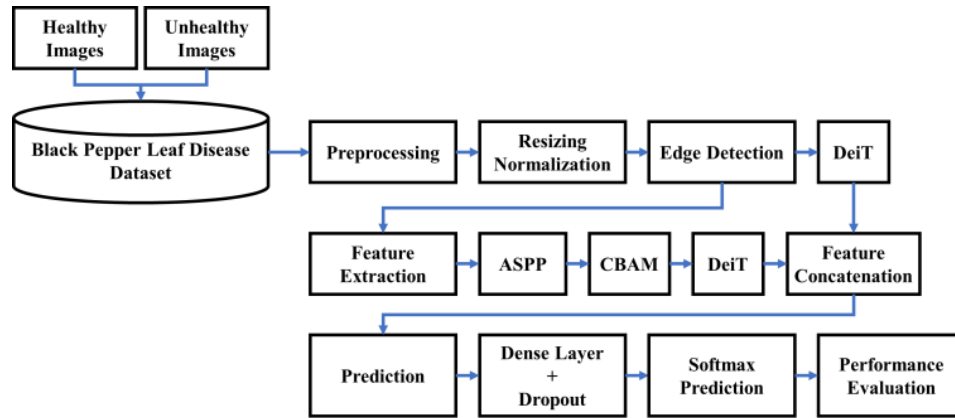 Healthy
Images
Unhealthy
Images
Black Pepper Leaf Disease
Dataset
Preprocessing
Resizing
Normalization
Edge Detection
DeiT
Feature
Extraction
ASPP
CBAM
DeiT
Feature
Concatenation
Prediction
Dense Layer
+
Dropout
Softmax
Prediction
Performance
Evaluation